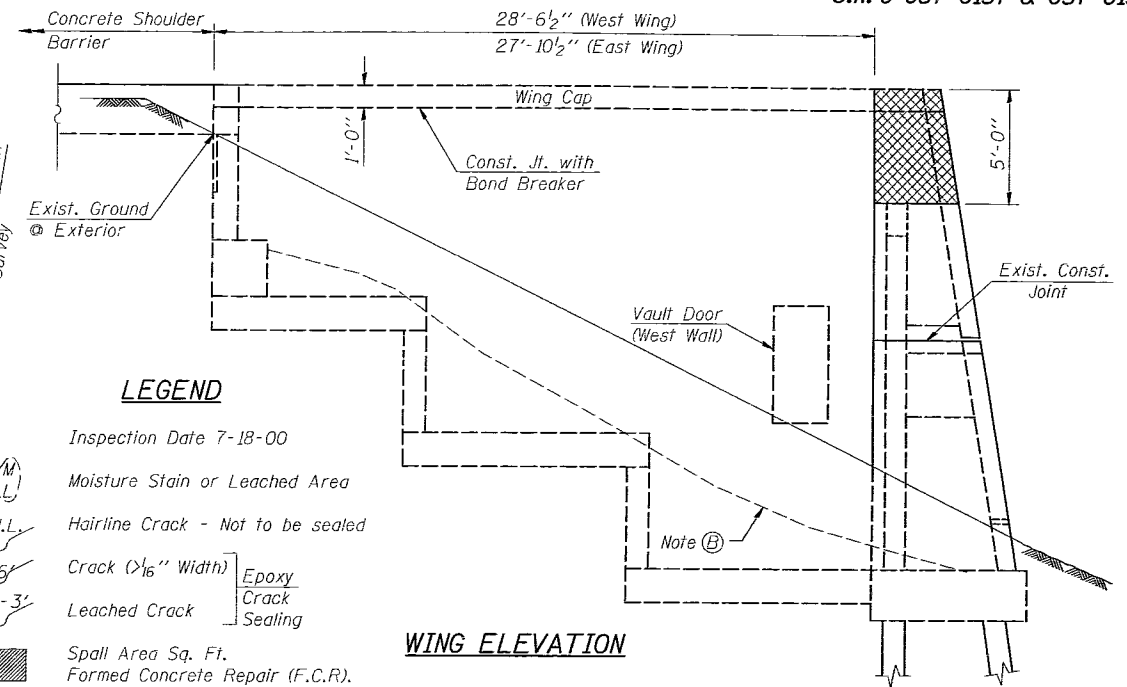 Concrete Shoulder
Barrier
28'-6½" (West Wing)
27'-10½" (East Wing)
Wing Cap
1'-0"
5'-0"
Const. Jt. with
Bond Breaker
Exist. Ground
@ Exterior
Survey
Exist. Const.
Joint
Vault Door
(West Wall)
LEGEND
Inspection Date 7-18-00
M
L
Moisture Stain or Leached Area
Hairline Crack - Not to be sealed
Crack (>1/16" Width)
Epoxy
Crack
Sealing
-3'
Leached Crack
Note B
Spall Area Sq. Ft.
Formed Concrete Repair (F.C.R).
WING ELEVATION